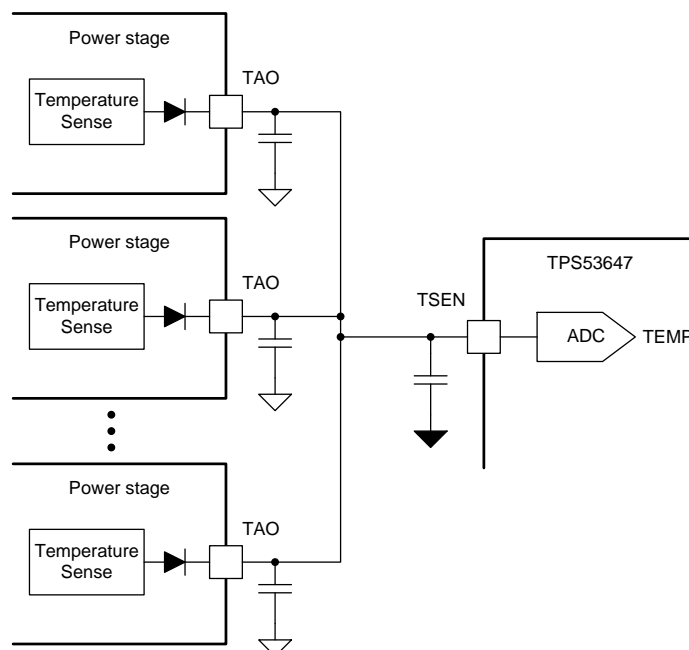 Power stage
TAO
Temperature
Sense
Power stage
TAO
Temperature
Sense
TPS53647
TSEN
ADC
TEMP
Power stage
TAO
Temperature
Sense